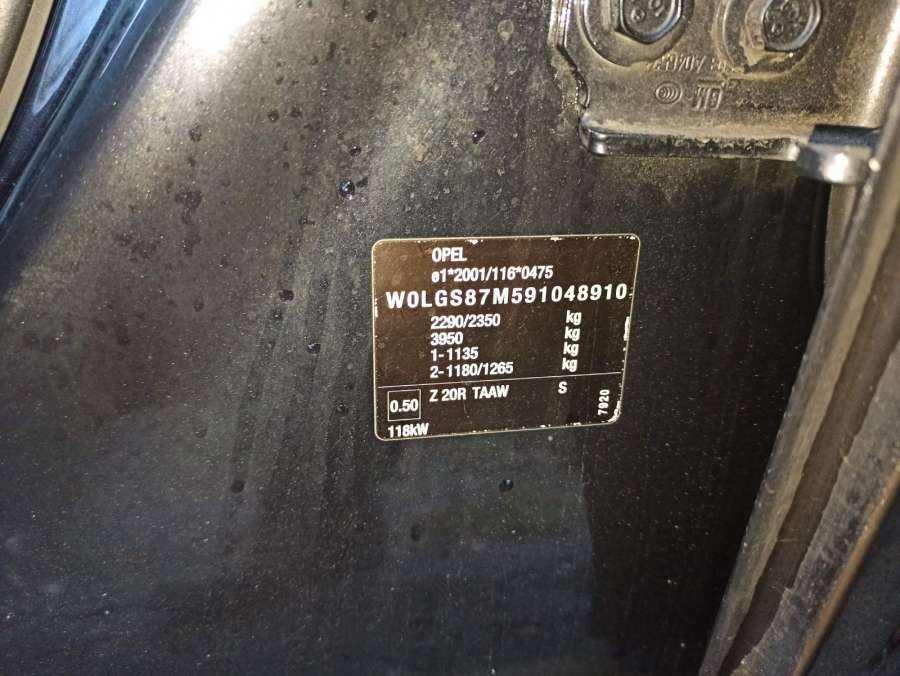 OPEL
e1*2001/116*0475
W0LGS87M591048910
2290/2350 kg
3950 kg
1-1135 kg
2-1180/1265 kg
0.50 Z 20R TAAW S
7920
118kW
GM